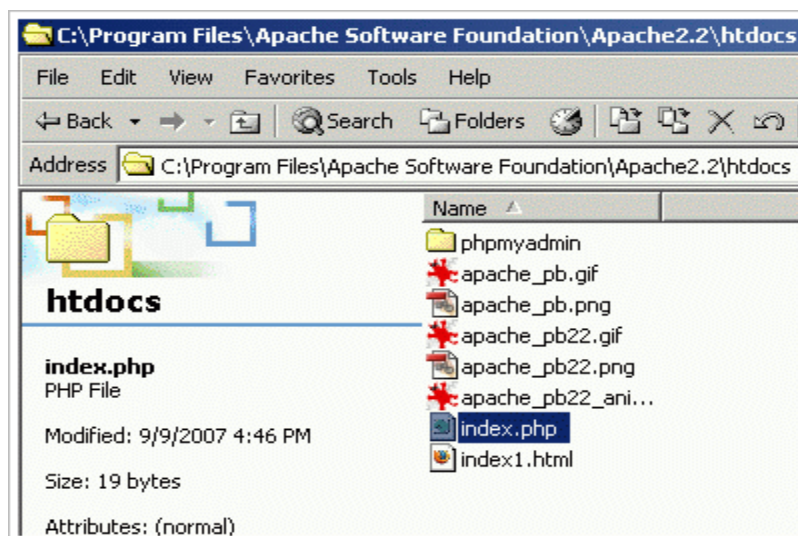 C:\Program Files\Apache Software Foundation\Apache2.2\htdocs
File Edit View Favorites Tools Help
Back Search Folders
Address C:\Program Files\Apache Software Foundation\Apache2.2\htdocs
Name
phpmyadmin
apache_pb.gif
apache_pb.png
apache_pb22.gif
apache_pb22.png
apache_pb22_ani...
index.php
index1.html
htdocs
index.php
PHP File
Modified: 9/9/2007 4:46 PM
Size: 19 bytes
Attributes: (normal)